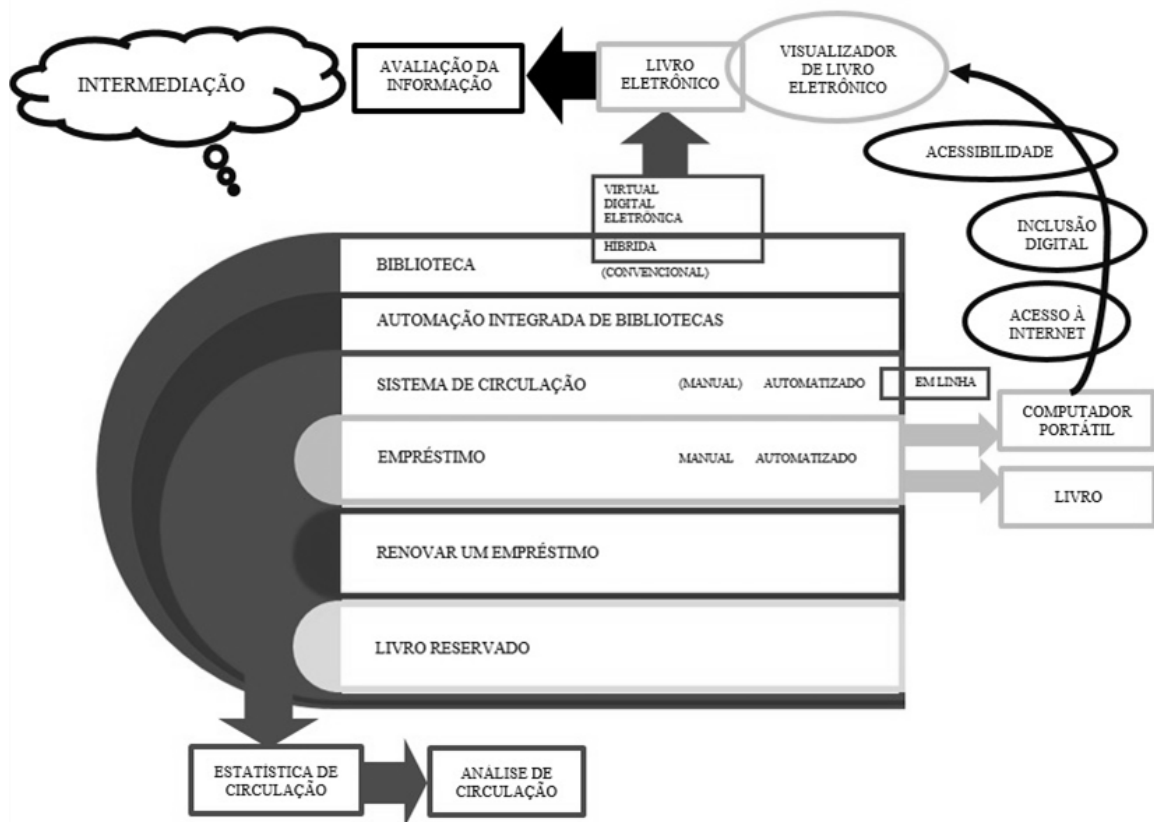 INTERMEDIAÇÃO
AVALIAÇÃO DA
INFORMAÇÃO
LIVRO
ELETRÔNICO
VISUALIZADOR
DE LIVRO
ELETRÔNICO
ACESSIBILIDADE
INCLUSÃO
DIGITAL
ACESSO À
INTERNET
VIRTUAL
DIGITAL
ELETRÔNICA
HIBRIDA
BIBLIOTECA
(CONVENCIONAL)
AUTOMAÇÃO INTEGRADA DE BIBLIOTECAS
SISTEMA DE CIRCULAÇÃO (MANUAL) AUTOMATIZADO EM LINHA
COMPUTADOR
PORTÁTIL
EMPRÉSTIMO MANUAL AUTOMATIZADO
LIVRO
RENOVAR UM EMPRÉSTIMO
LIVRO RESERVADO
ESTATÍSTICA DE
CIRCULAÇÃO
ANÁLISE DE
CIRCULAÇÃO